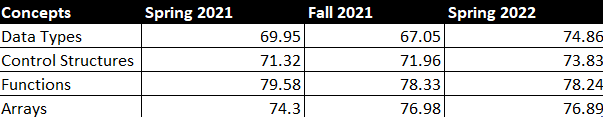 Concepts Spring 2021 Fall 2021 Spring 2022
Data Types 69.95 67.05 74.86
Control Structures 71.32 71.96 73.83
Functions 79.58 78.33 78.24
Arrays 74.3 76.98 76.89